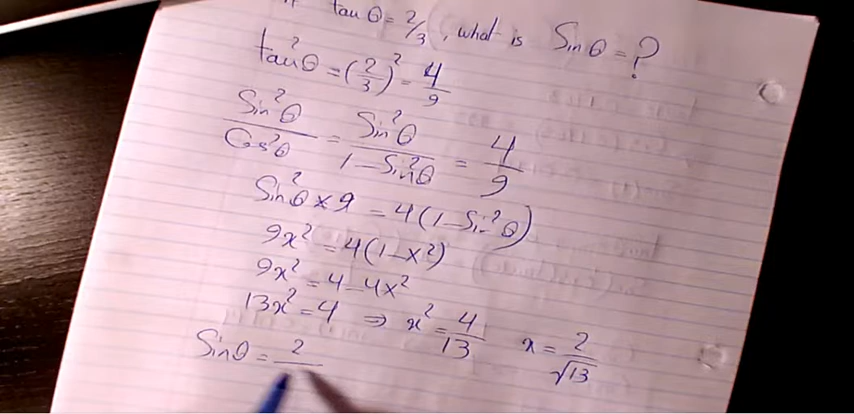 tan θ = 2/3, what is Sin θ = ?
tan²θ = (2/3)² = 4/9
Sin²θ/Cos²θ = Sin²θ/1-Sin²θ = 4/9
Sin²θ × 9 = 4(1-Sin²θ)
9x² = 4(1-x²)
9x² = 4-4x²
13x² = 4 ⇒ x² = 4/13 x = 2/√13
Sinθ = 2/